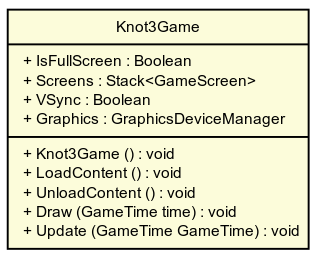 Knot3Game
+ IsFullScreen : Boolean
+ Screens : Stack<GameScreen>
+ VSync : Boolean
+ Graphics : GraphicsDeviceManager
+ Knot3Game () : void
+ LoadContent () : void
+ UnloadContent () : void
+ Draw (GameTime time) : void
+ Update (GameTime GameTime) : void